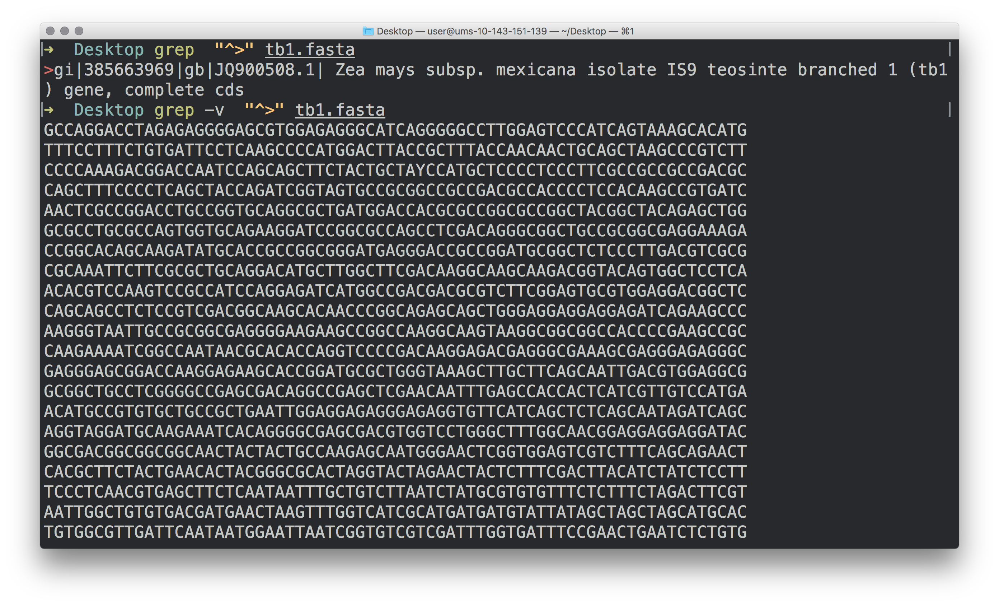 Desktop — user@ums-10-143-151-139 — ~/Desktop — ⌘1
[➜  Desktop grep  "^>" tb1.fasta ]
>gi|385663969|gb|JQ900508.1| Zea mays subsp. mexicana isolate IS9 teosinte branched 1 (tb1
) gene, complete cds
[➜  Desktop grep -v  "^>" tb1.fasta ]
GCCAGGACCTAGAGAGGGGAGCGTGGAGAGGGCATCAGGGGGCCTTGGAGTCCCATCAGTAAAGCACATG
TTTCCTTTCTGTGATTCCTCAAGCCCCATGGACTTACCGCTTTACCAACAACTGCAGCTAAGCCCGTCTT
CCCCAAAGACGGACCAATCCAGCAGCTTCTACTGCTAYCCATGCTCCCCTCCCTTCGCCGCCGCCGACGC
CAGCTTTCCCCTCAGCTACCAGATCGGTAGTGCCGCGGCCGCCGACGCCACCCCTCCACAAGCCGTGATC
AACTCGCCGGACCTGCCGGTGCAGGCGCTGATGGACCACGCGCCGGCGCCGGCTACGGCTACAGAGCTGG
GCGCCTGCGCCAGTGGTGCAGAAGGATCCGGCGCCAGCCTCGACAGGGCGGCTGCCGCGGCGAGGAAAGA
CCGGCACAGCAAGATATGCACCGCCGGCGGGATGAGGGACCGCCGGATGCGGCTCTCCCTTGACGTCGCG
CGCAAATTCTTCGCGCTGCAGGACATGCTTGGCTTCGACAAGGCAAGCAAGACGGTACAGTGGCTCCTCA
ACACGTCCAAGTCCGCCATCCAGGAGATCATGGCCGACGACGCGTCTTCGGAGTGCGTGGAGGACGGCTC
CAGCAGCCTCTCCGTCGACGGCAAGCACAACCCGGCAGAGCAGCTGGGAGGAGGAGGAGATCAGAAGCCC
AAGGGTAATTGCCGCGGCGAGGGGAAGAAGCCGGCCAAGGCAAGTAAGGCGGCGGCCACCCCGAAGCCGC
CAAGAAAATCGGCCAATAACGCACACCAGGTCCCCGACAAGGAGACGAGGGCGAAAGCGAGGGAGAGGGC
GAGGGAGCGGACCAAGGAGAAGCACCGGATGCGCTGGGTAAAGCTTGCTTCAGCAATTGACGTGGAGGCG
GCGGCTGCCTCGGGGCCGAGCGACAGGCCGAGCTCGAACAATTTGAGCCACCACTCATCGTTGTCCATGA
ACATGCCGTGTGCTGCCGCTGAATTGGAGGAGAGGGAGAGGTGTTCATCAGCTCTCAGCAATAGATCAGC
AGGTAGGATGCAAGAAATCACAGGGGCGAGCGACGTGGTCCTGGGCTTTGGCAACGGAGGAGGAGGATAC
GGCGACGGCGGCGGCAACTACTACTGCCAAGAGCAATGGGAACTCGGTGGAGTCGTCTTTCAGCAGAACT
CACGCTTCTACTGAACACTACGGGCGCACTAGGTACTAGAACTACTCTTTCGACTTACATCTATCTCCTT
TCCCTCAACGTGAGCTTCTCAATAATTTGCTGTCTTAATCTATGCGTGTGTTTCTCTTTCTAGACTTCGT
AATTGGCTGTGTGACGATGAACTAAGTTTGGTCATCGCATGATGATGTATTATAGCTAGCTAGCATGCAC
TGTGGCGTTGATTCAATAATGGAATTAATCGGTGTCGTCGATTTGGTGATTTCCGAACTGAATCTCTGTG